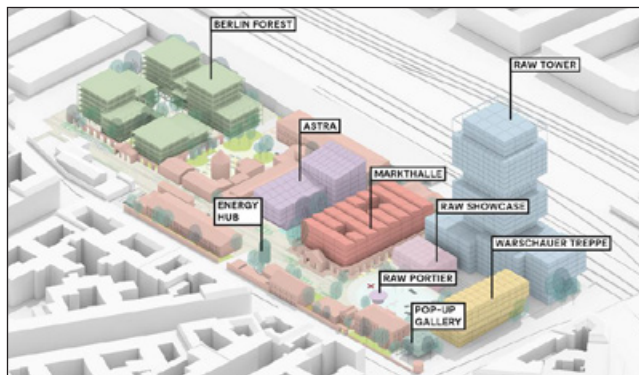 BERLIN FOREST
RAW TOWER
ASTRA
MARKTHALLE
ENERGY
HUB
RAW SHOWCASE
WARSCHAUER TREPPE
RAW PORTIER
POP-UP
GALLERY